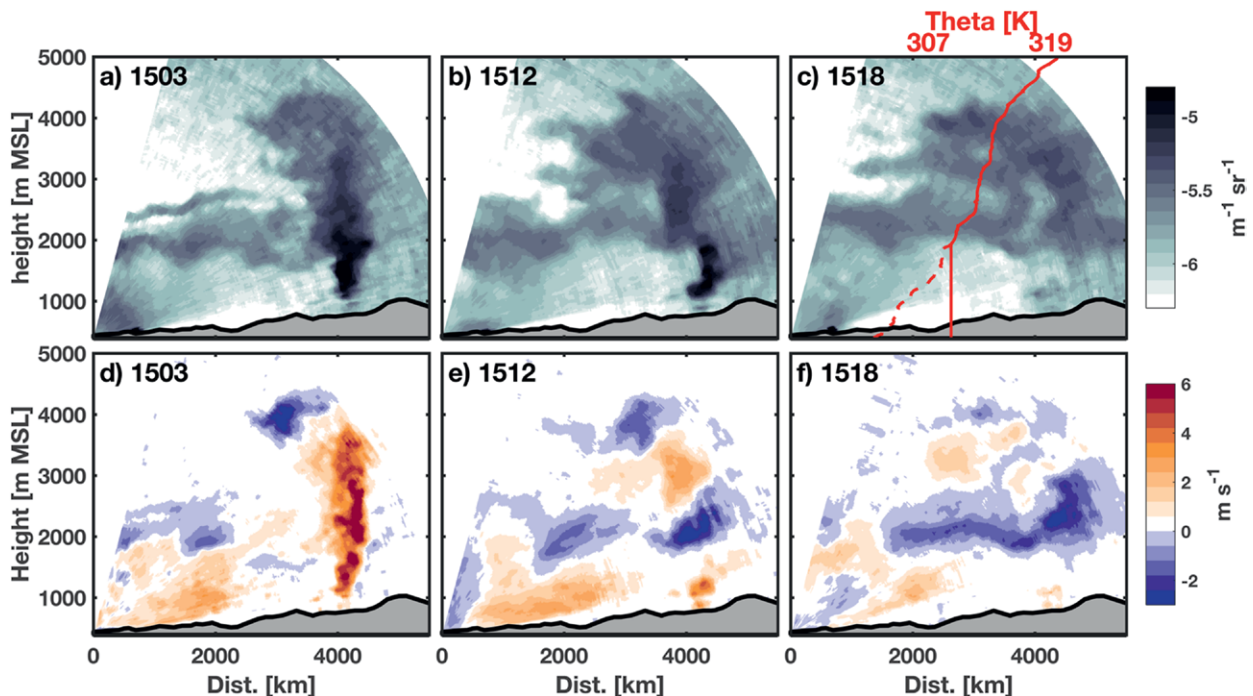 Theta [K]
307 319
a) 1503 b) 1512 c) 1518
5000
4000
3000
2000
1000
height [m MSL]
-5
-5.5
-6
m⁻¹ sr⁻¹
d) 1503 e) 1512 f) 1518
5000
4000
3000
2000
1000
Height [m MSL]
6
4
2
0
-2
m s⁻¹
0 2000 4000 0 2000 4000 0 2000 4000
Dist. [km] Dist. [km] Dist. [km]